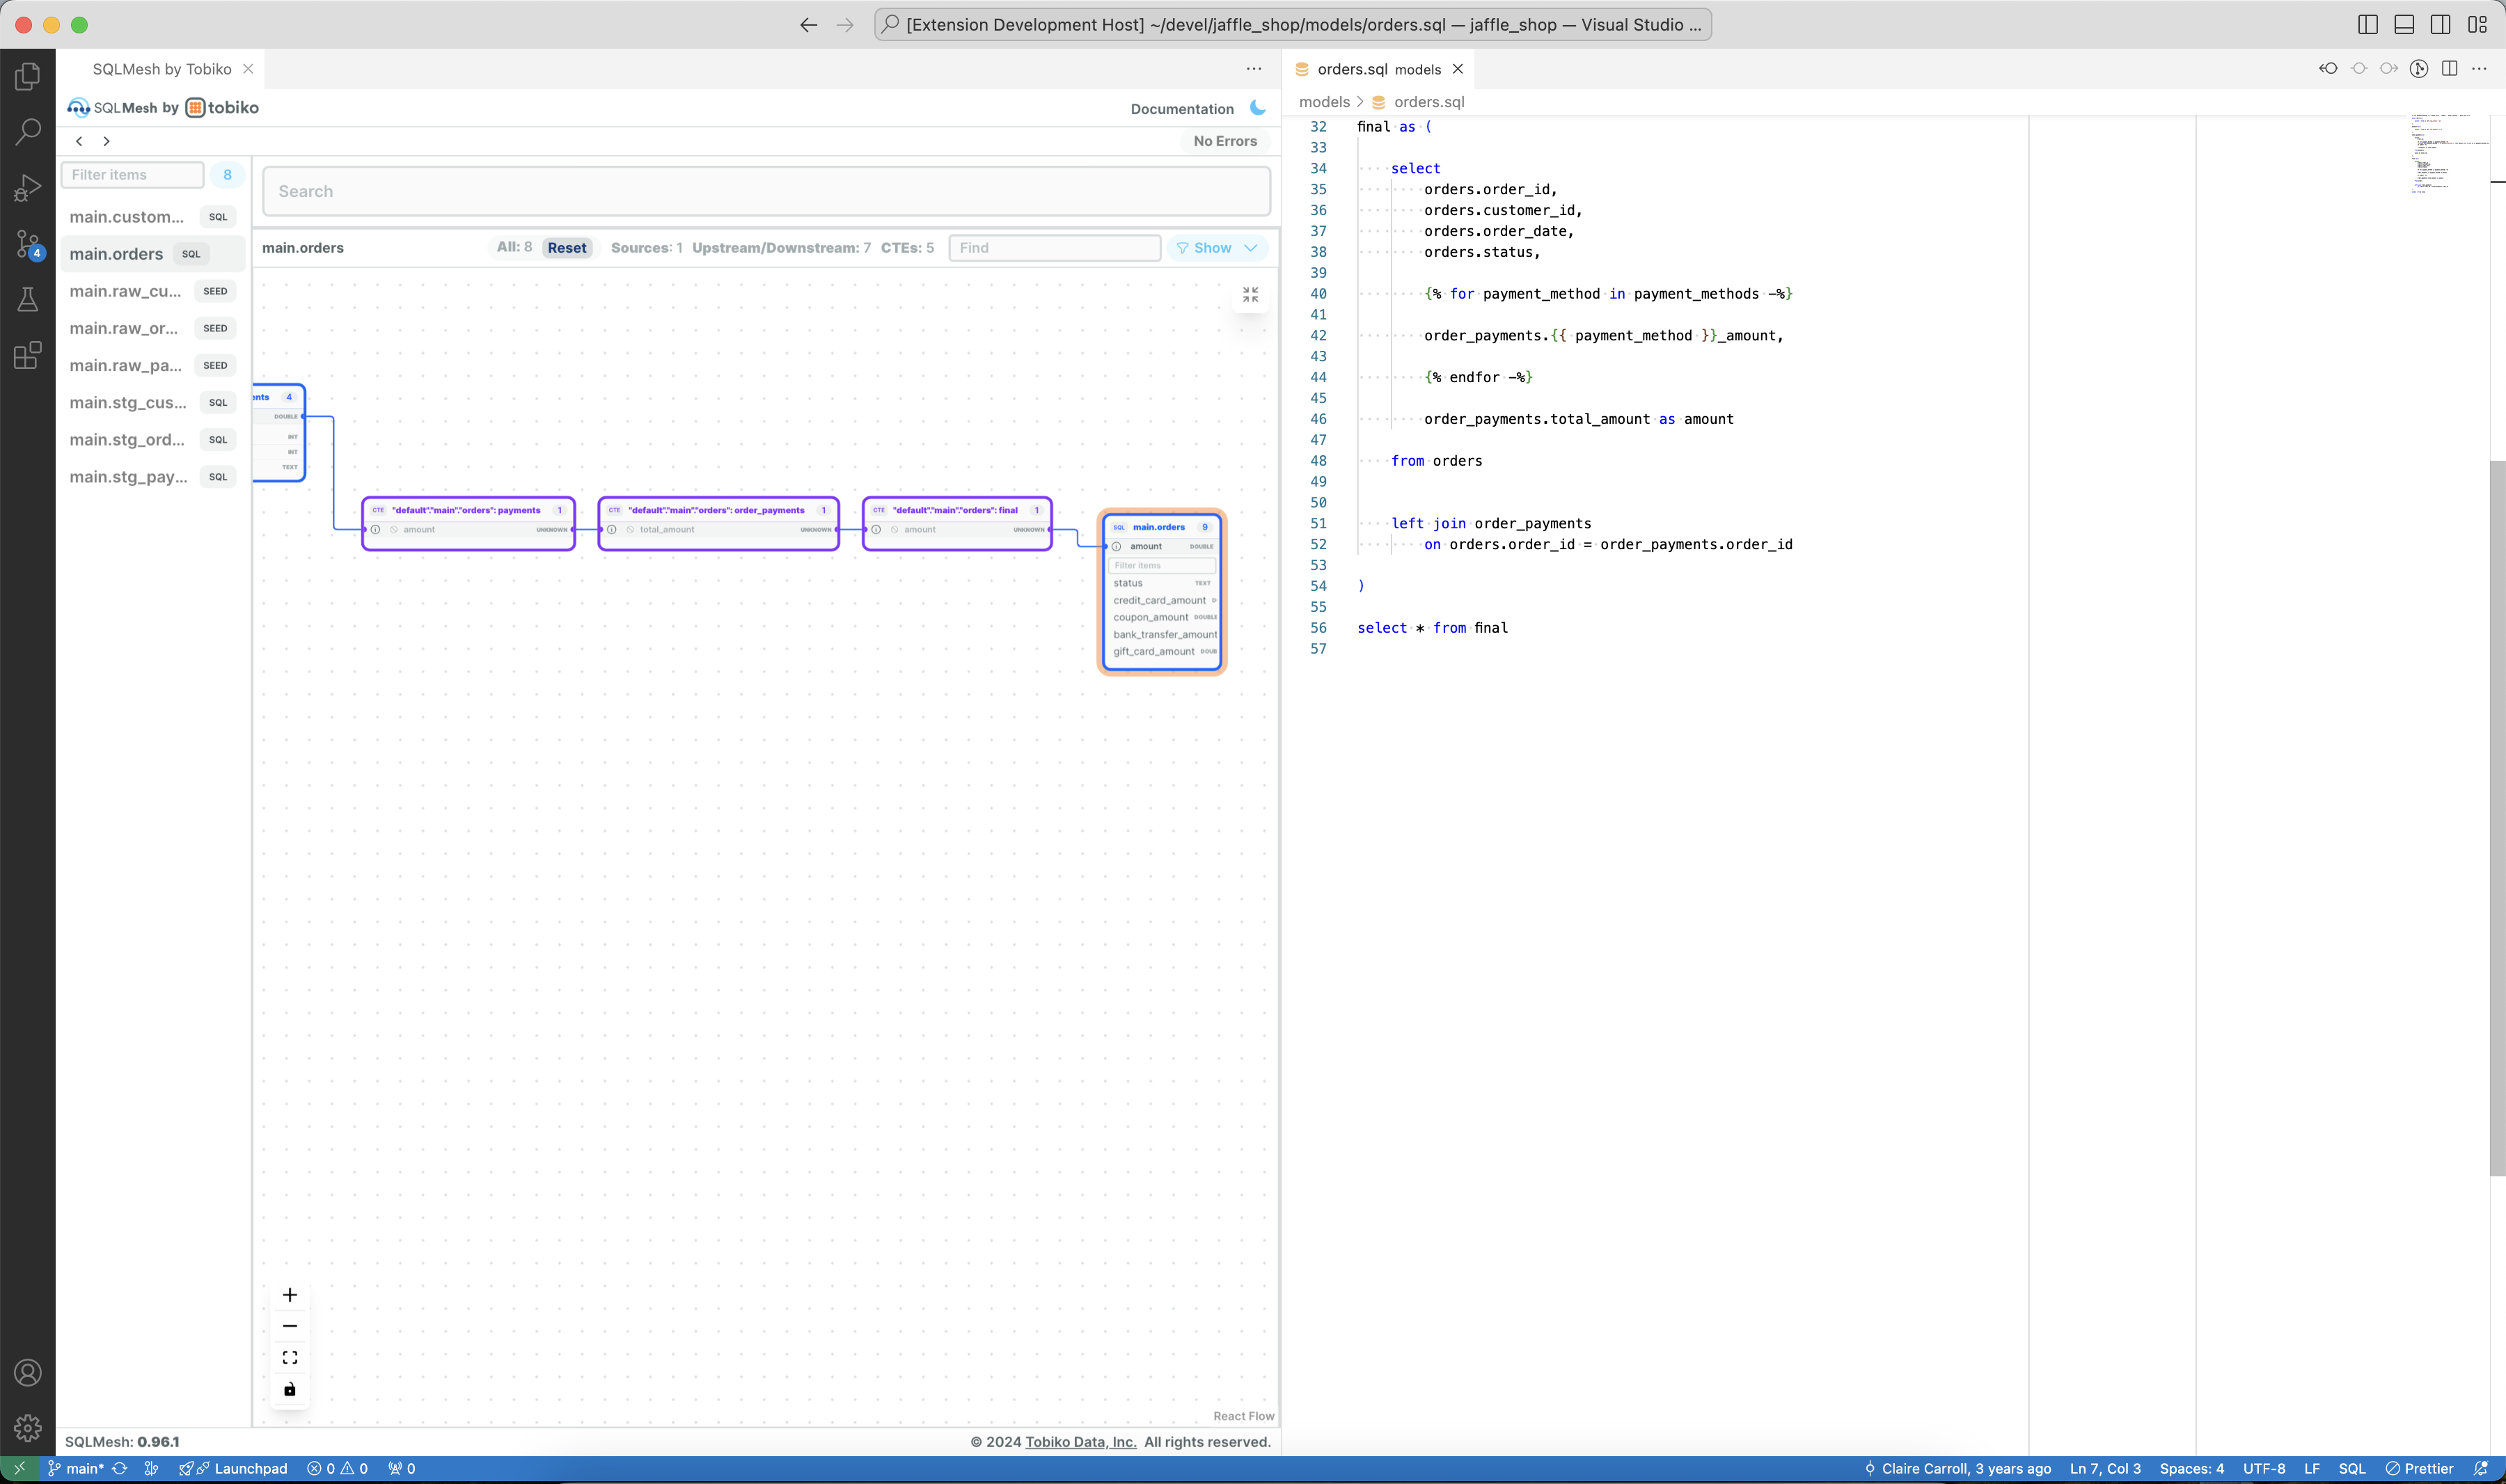 [Extension Development Host] ~/devel/jaffle_shop/models/orders.sql — jaffle_shop — Visual Studio ...
SQLMesh by Tobiko
SQLMesh by tobiko
Documentation
No Errors
Filter items 8
main.custom... SQL
main.orders SQL
main.raw_cu... SEED
main.raw_or... SEED
main.raw_pa... SEED
main.stg_cus... SQL
main.stg_ord... SQL
main.stg_pay... SQL
Search
main.orders All: 8 Reset Sources: 1 Upstream/Downstream: 7 CTEs: 5 Find Show
ents 4
DOUBLE
INT
INT
TEXT
CTE "default"."main"."orders": payments 1
amount UNKNOWN
CTE "default"."main"."orders": order_payments 1
total_amount UNKNOWN
CTE "default"."main"."orders": final 1
amount UNKNOWN
SQL main.orders 9
amount DOUBLE
Filter items
status TEXT
credit_card_amount D
coupon_amount DOUBLE
bank_transfer_amount
gift_card_amount DOUB
React Flow
SQLMesh: 0.96.1
© 2024 Tobiko Data, Inc. All rights reserved.
orders.sql models
models > orders.sql
32 final as (
33
34 select
35 orders.order_id,
36 orders.customer_id,
37 orders.order_date,
38 orders.status,
39
40 {% for payment_method in payment_methods -%}
41
42 order_payments.{{ payment_method }}_amount,
43
44 {% endfor -%}
45
46 order_payments.total_amount as amount
47
48 from orders
49
50
51 left join order_payments
52 on orders.order_id = order_payments.order_id
53
54 )
55
56 select * from final
57
4
main* Launchpad 0 0 0
Claire Carroll, 3 years ago Ln 7, Col 3 Spaces: 4 UTF-8 LF SQL Prettier